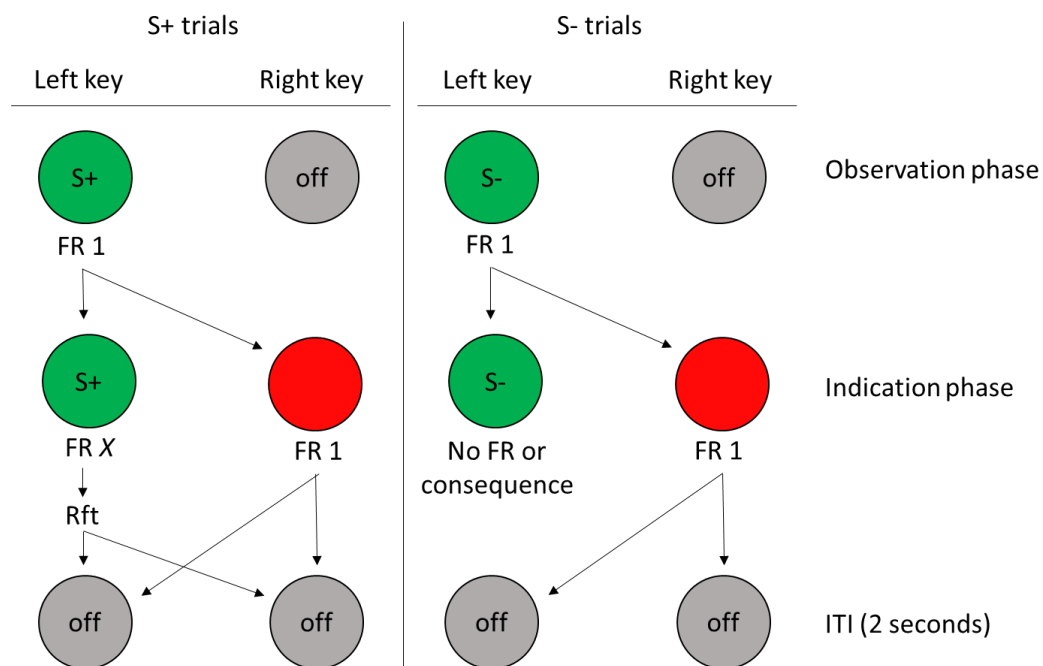 S+ trials
S- trials
Left key
Right key
Left key
Right key
S+
off
S-
off
Observation phase
FR 1
FR 1
S+
S-
Indication phase
FR X
FR 1
No FR or
consequence
FR 1
Rft
off
off
off
off
ITI (2 seconds)